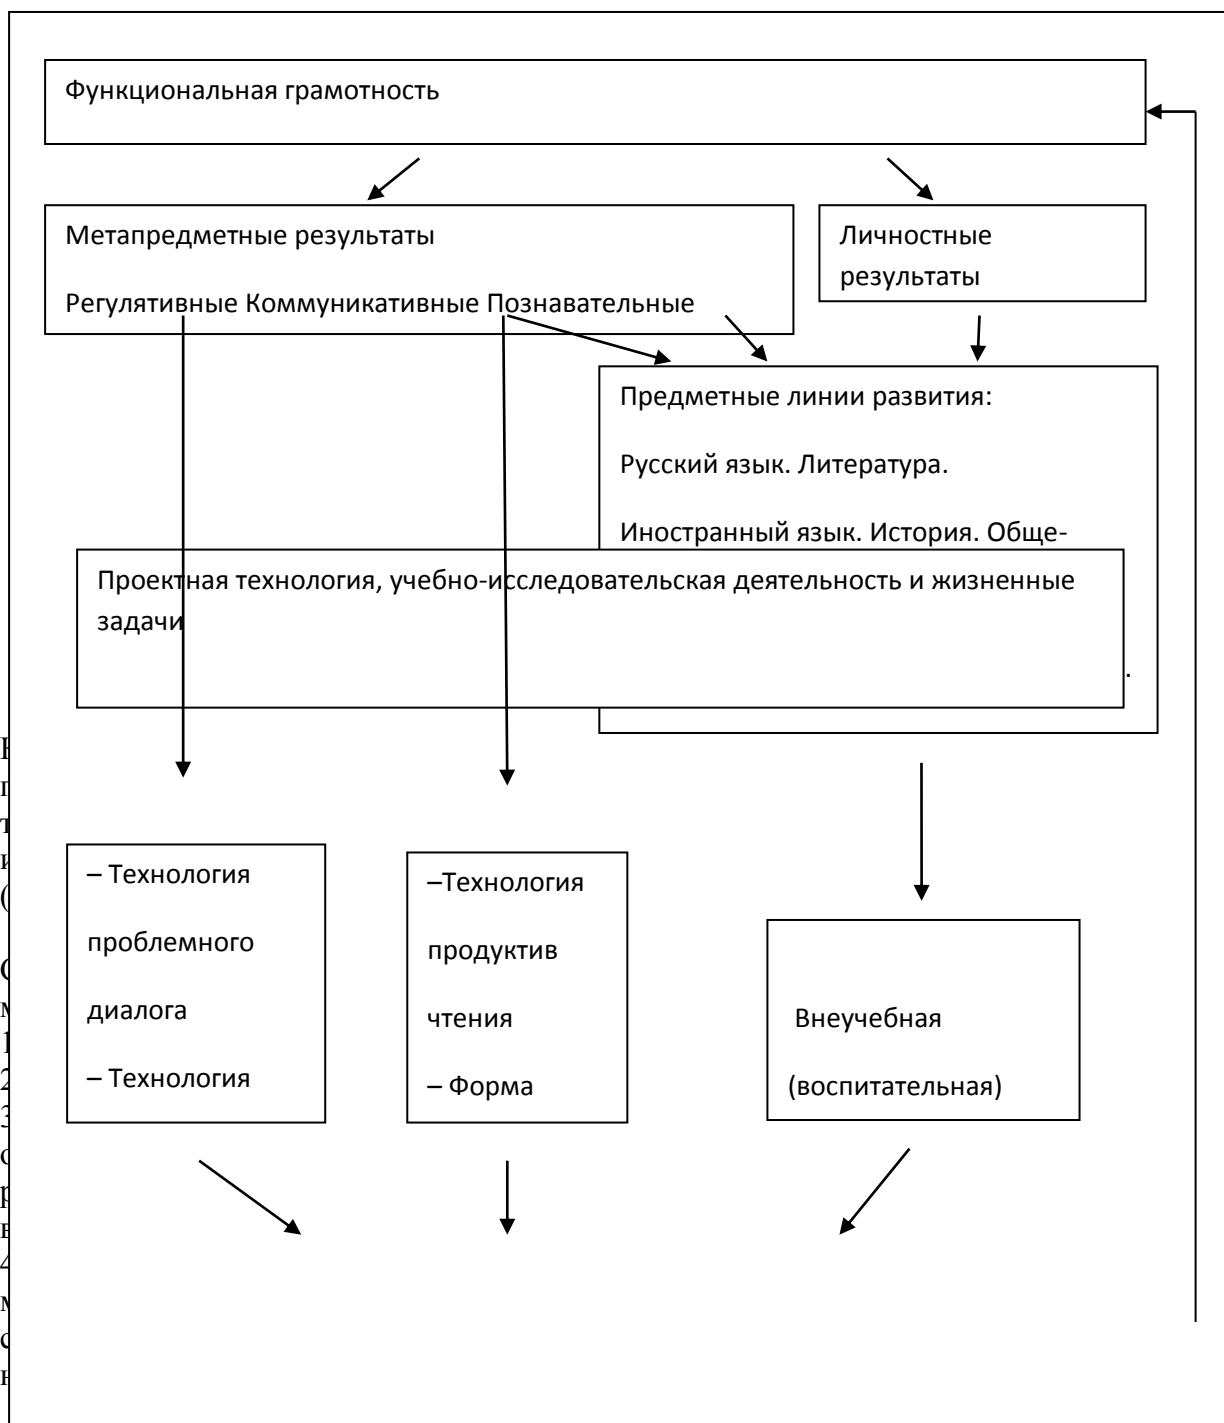 Функциональная грамотность
Метапредметные результаты
Регулятивные Коммуникативные Познавательные
Личностные
результаты
Предметные линии развития:
Русский язык. Литература.
Иностранный язык. История. Обще-
Проектная технология, учебно-исследовательская деятельность и жизненные
задачи
– Технология
проблемного
диалога
– Технология
–Технология
продуктив
чтения
– Форма
Внеучебная
(воспитательная)